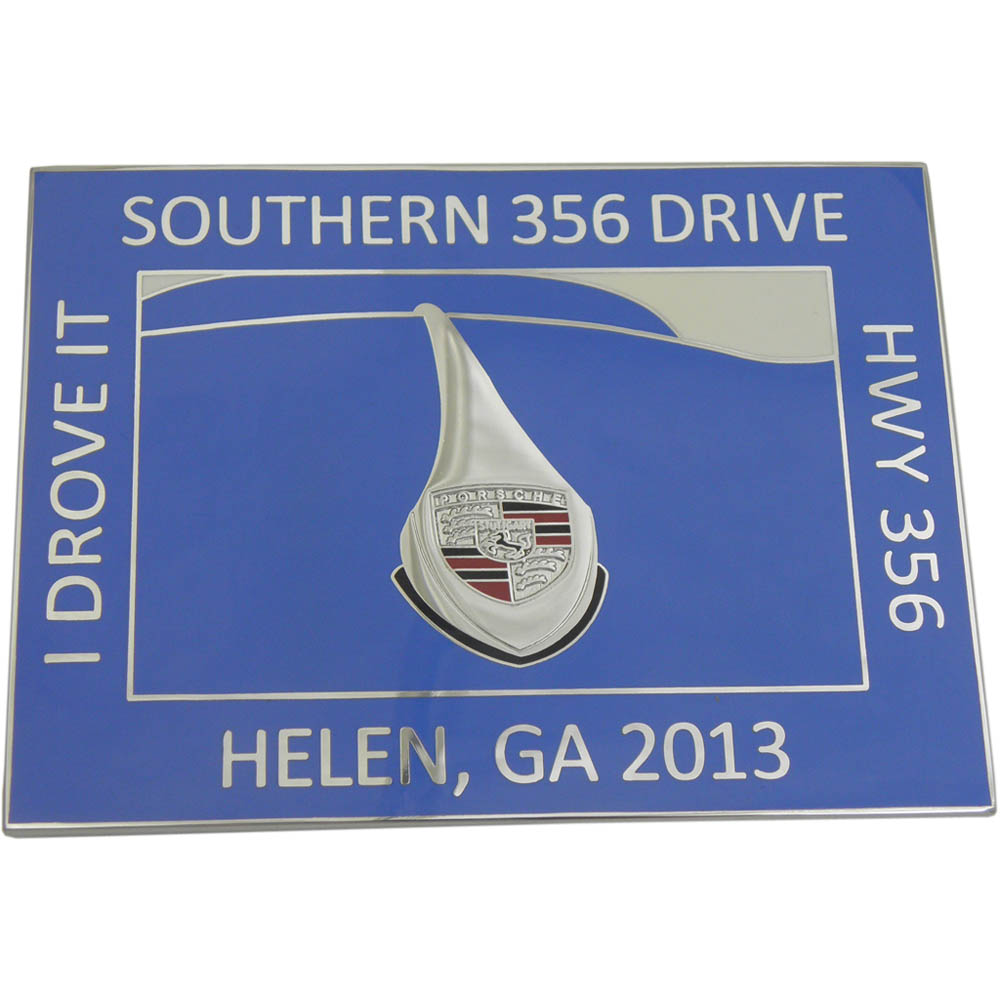 SOUTHERN 356 DRIVE
I DROVE IT
HWY 356
PORSCHE
STUTTGART
HELEN, GA 2013